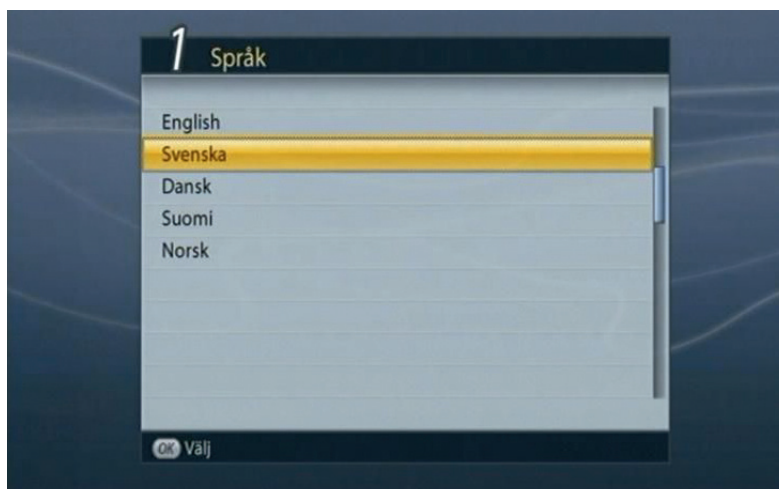 1 Språk
English
Svenska
Dansk
Suomi
Norsk
OK Välj